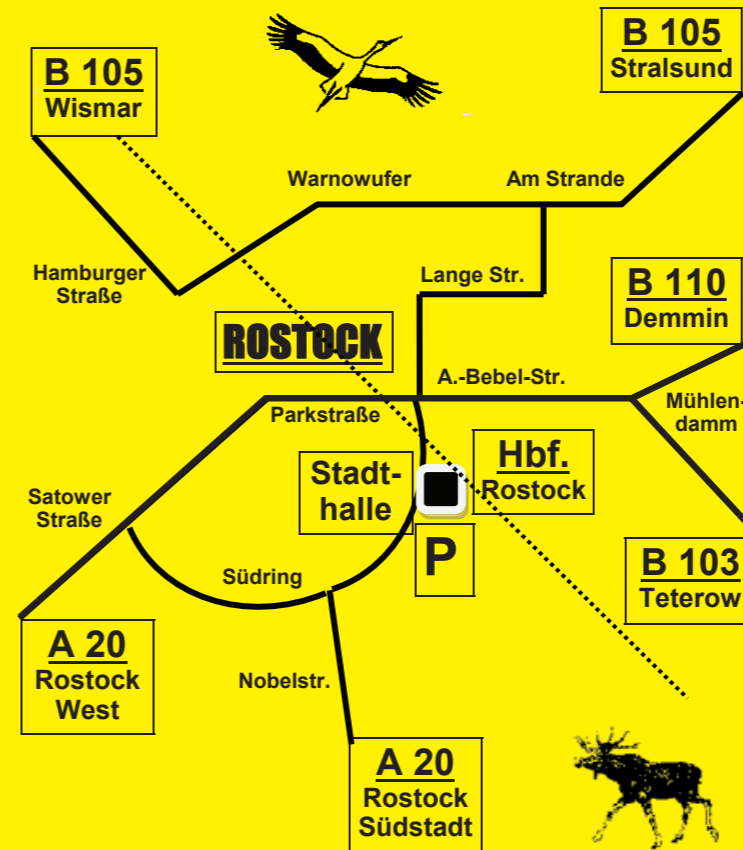 B 105
Wismar
B 105
Stralsund
Warnowufer
Am Strande
Hamburger
Straße
Lange Str.
B 110
Demmin
ROSTOCK
A.-Bebel-Str.
Parkstraße
Mühlen-
damm
Stadt-
halle
Hbf.
Rostock
Satower
Straße
P
Südring
B 103
Teterow
A 20
Rostock
West
Nobelstr.
A 20
Rostock
Südstadt